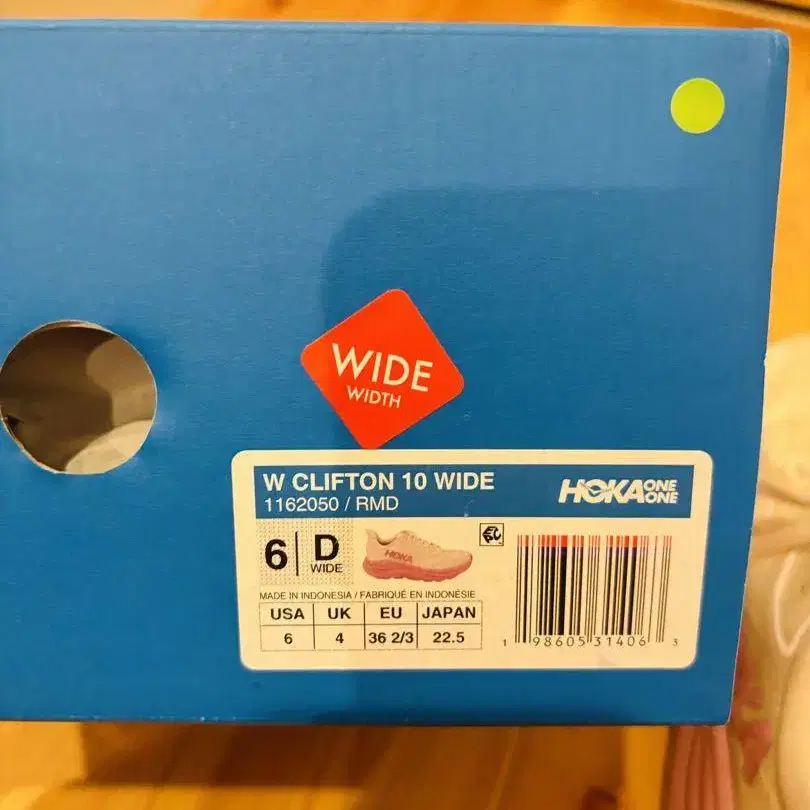 WIDE
WIDTH
W CLIFTON 10 WIDE
1162050 / RMD
HOKA ONE ONE
6 D WIDE
HOKA
MADE IN INDONESIA / FABRIQUÉ EN INDONÉSIE
USA UK EU JAPAN
6 4 36 2/3 22.5
1 98605 31406 3